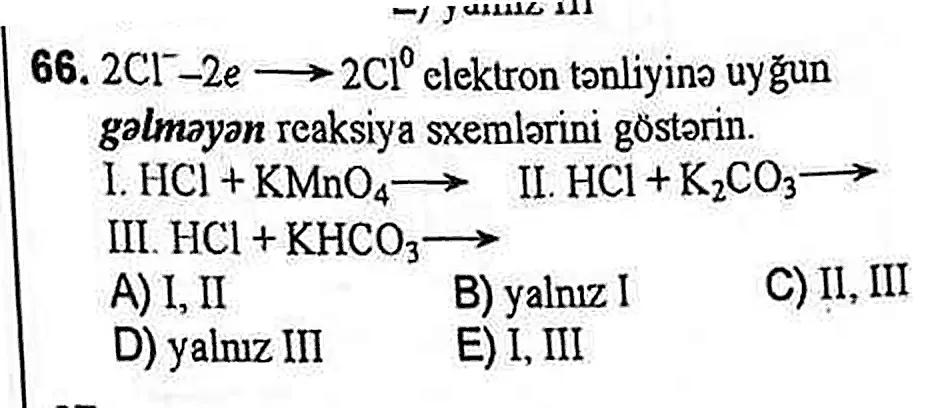 66. 2Cl⁻–2e ⟶ 2Cl⁰ elektron tənliyinə uyğun
gəlməyən reaksiya sxemlərini göstərin.
I. HCl + KMnO₄⟶ II. HCl + K₂CO₃⟶
III. HCl + KHCO₃⟶
A) I, II B) yalnız I C) II, III
D) yalnız III E) I, III